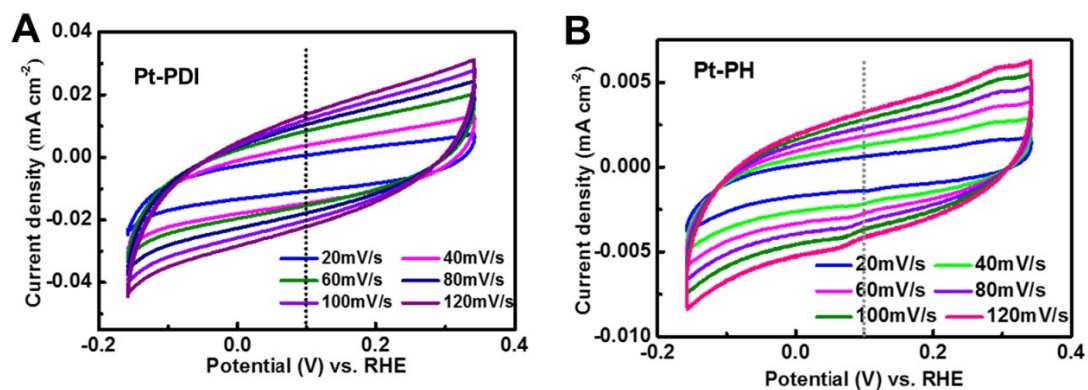 A
Pt-PDI
Current density (mA cm-2)
0.04
0.02
0.00
-0.02
-0.04
20mV/s 40mV/s
60mV/s 80mV/s
100mV/s 120mV/s
-0.2 0.0 0.2 0.4
Potential (V) vs. RHE
B
Pt-PH
Current density (mA cm-2)
0.005
0.000
-0.005
-0.010
20mV/s 40mV/s
60mV/s 80mV/s
100mV/s 120mV/s
-0.2 0.0 0.2 0.4
Potential (V) vs. RHE